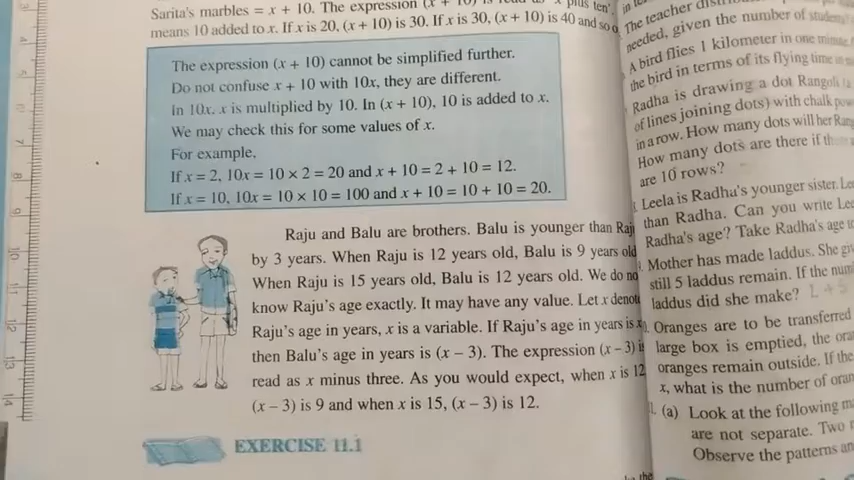 Sarita's marbles = x + 10. The expression (x + 10) is read as 'x plus ten'
means 10 added to x. If x is 20, (x + 10) is 30. If x is 30, (x + 10) is 40 and so o
The expression (x + 10) cannot be simplified further.
Do not confuse x + 10 with 10x, they are different.
In 10x, x is multiplied by 10. In (x + 10), 10 is added to x.
We may check this for some values of x.
For example,
If x = 2, 10x = 10 × 2 = 20 and x + 10 = 2 + 10 = 12.
If x = 10, 10x = 10 × 10 = 100 and x + 10 = 10 + 10 = 20.
Raju and Balu are brothers. Balu is younger than Raj
by 3 years. When Raju is 12 years old, Balu is 9 years old
When Raju is 15 years old, Balu is 12 years old. We do no
know Raju's age exactly. It may have any value. Let x denot
Raju's age in years, x is a variable. If Raju's age in years is x
then Balu's age in years is (x – 3). The expression (x – 3) i
read as x minus three. As you would expect, when x is 12
(x – 3) is 9 and when x is 15, (x – 3) is 12.
EXERCISE 11.1
The teacher
needed, given the number of students
A bird flies 1 kilometer in one minute.
the bird in terms of its flying time in
Radha is drawing a dot Rangoli
of lines joining dots) with chalk
in a row. How many dots will her Rang
How many dots are there if
are 10 rows?
Leela is Radha's younger sister. Le
than Radha. Can you write Lee
Radha's age? Take Radha's age to
Mother has made laddus. She gi
still 5 laddus remain. If the num
laddus did she make? L + 5
Oranges are to be transferred
large box is emptied, the ora
oranges remain outside. If the
x, what is the number of oran
(a) Look at the following m
are not separate. Two
Observe the patterns an